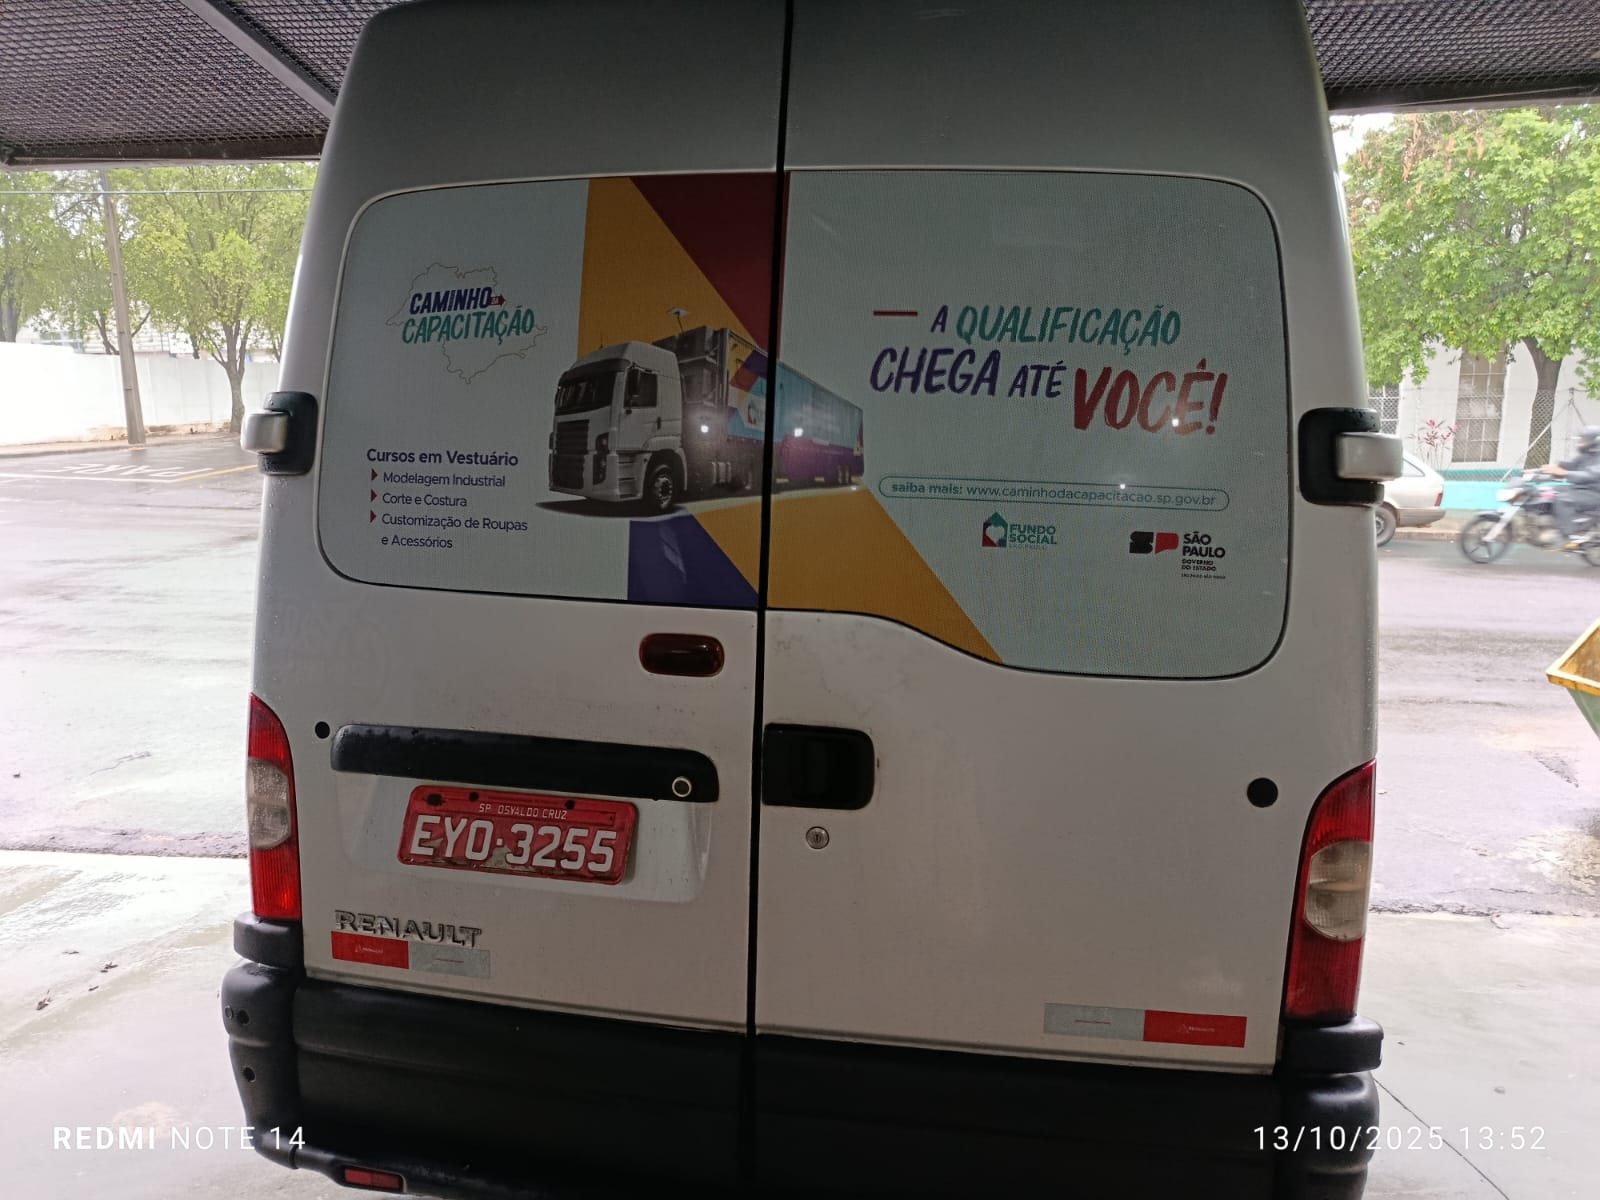 CAMINHO
DA
CAPACITAÇÃO
Cursos em Vestuário
Modelagem Industrial
Corte e Costura
Customização de Roupas
e Acessórios
A QUALIFICAÇÃO
CHEGA ATÉ VOCÊ!
saiba mais: www.caminhodacapacitacao.sp.gov.br
FUNDO
SOCIAL
SÃO PAULO
SP
SÃO
PAULO
GOVERNO
DO ESTADO
SP OSVALDO CRUZ
EYO·3255
RENAULT
REDMI NOTE 14
13/10/2025 13:52